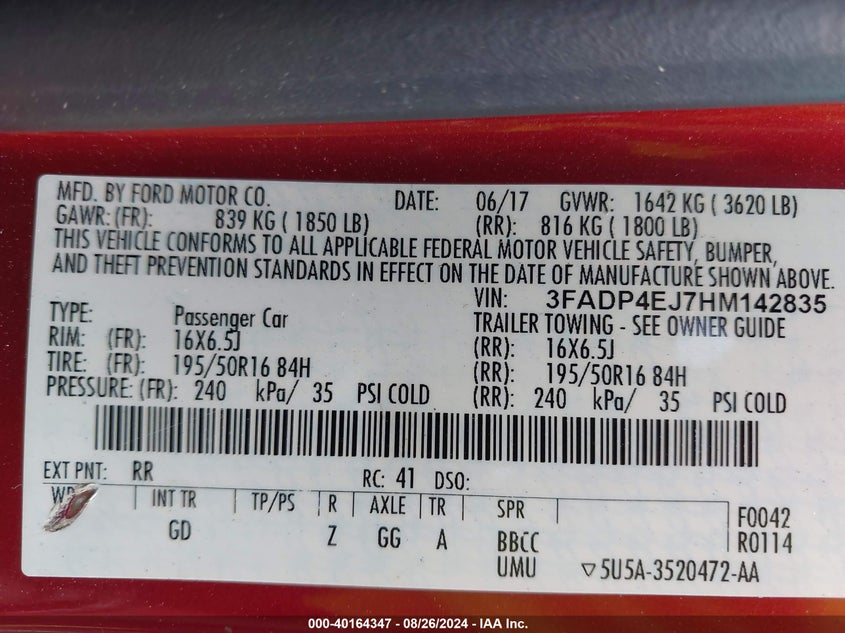 MFD. BY FORD MOTOR CO. DATE: 06/17 GVWR: 1642 KG ( 3620 LB)
GAWR: (FR): 839 KG ( 1850 LB) (RR): 816 KG ( 1800 LB)
THIS VEHICLE CONFORMS TO ALL APPLICABLE FEDERAL MOTOR VEHICLE SAFETY, BUMPER,
AND THEFT PREVENTION STANDARDS IN EFFECT ON THE DATE OF MANUFACTURE SHOWN ABOVE.
VIN: 3FADP4EJ7HM142835
TYPE: Passenger Car TRAILER TOWING - SEE OWNER GUIDE
RIM: (FR): 16X6.5J (RR): 16X6.5J
TIRE: (FR): 195/50R16 84H (RR): 195/50R16 84H
PRESSURE: (FR): 240 kPa/ 35 PSI COLD (RR): 240 kPa/ 35 PSI COLD
EXT PNT: RR RC: 41 DSO:
INT TR TP/PS R AXLE TR SPR F0042
GD Z GG A BBCC R0114
UMU ▽5U5A-3520472-AA
000-40164347 - 08/26/2024 - IAA Inc.